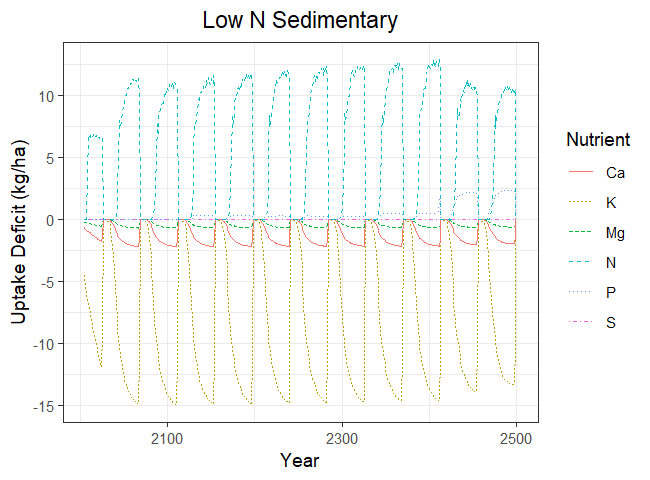 Low N Sedimentary
Uptake Deficit (kg/ha)
10
5
0
-5
-10
-15
2100
2300
2500
Year
Nutrient
Ca
K
Mg
N
P
S